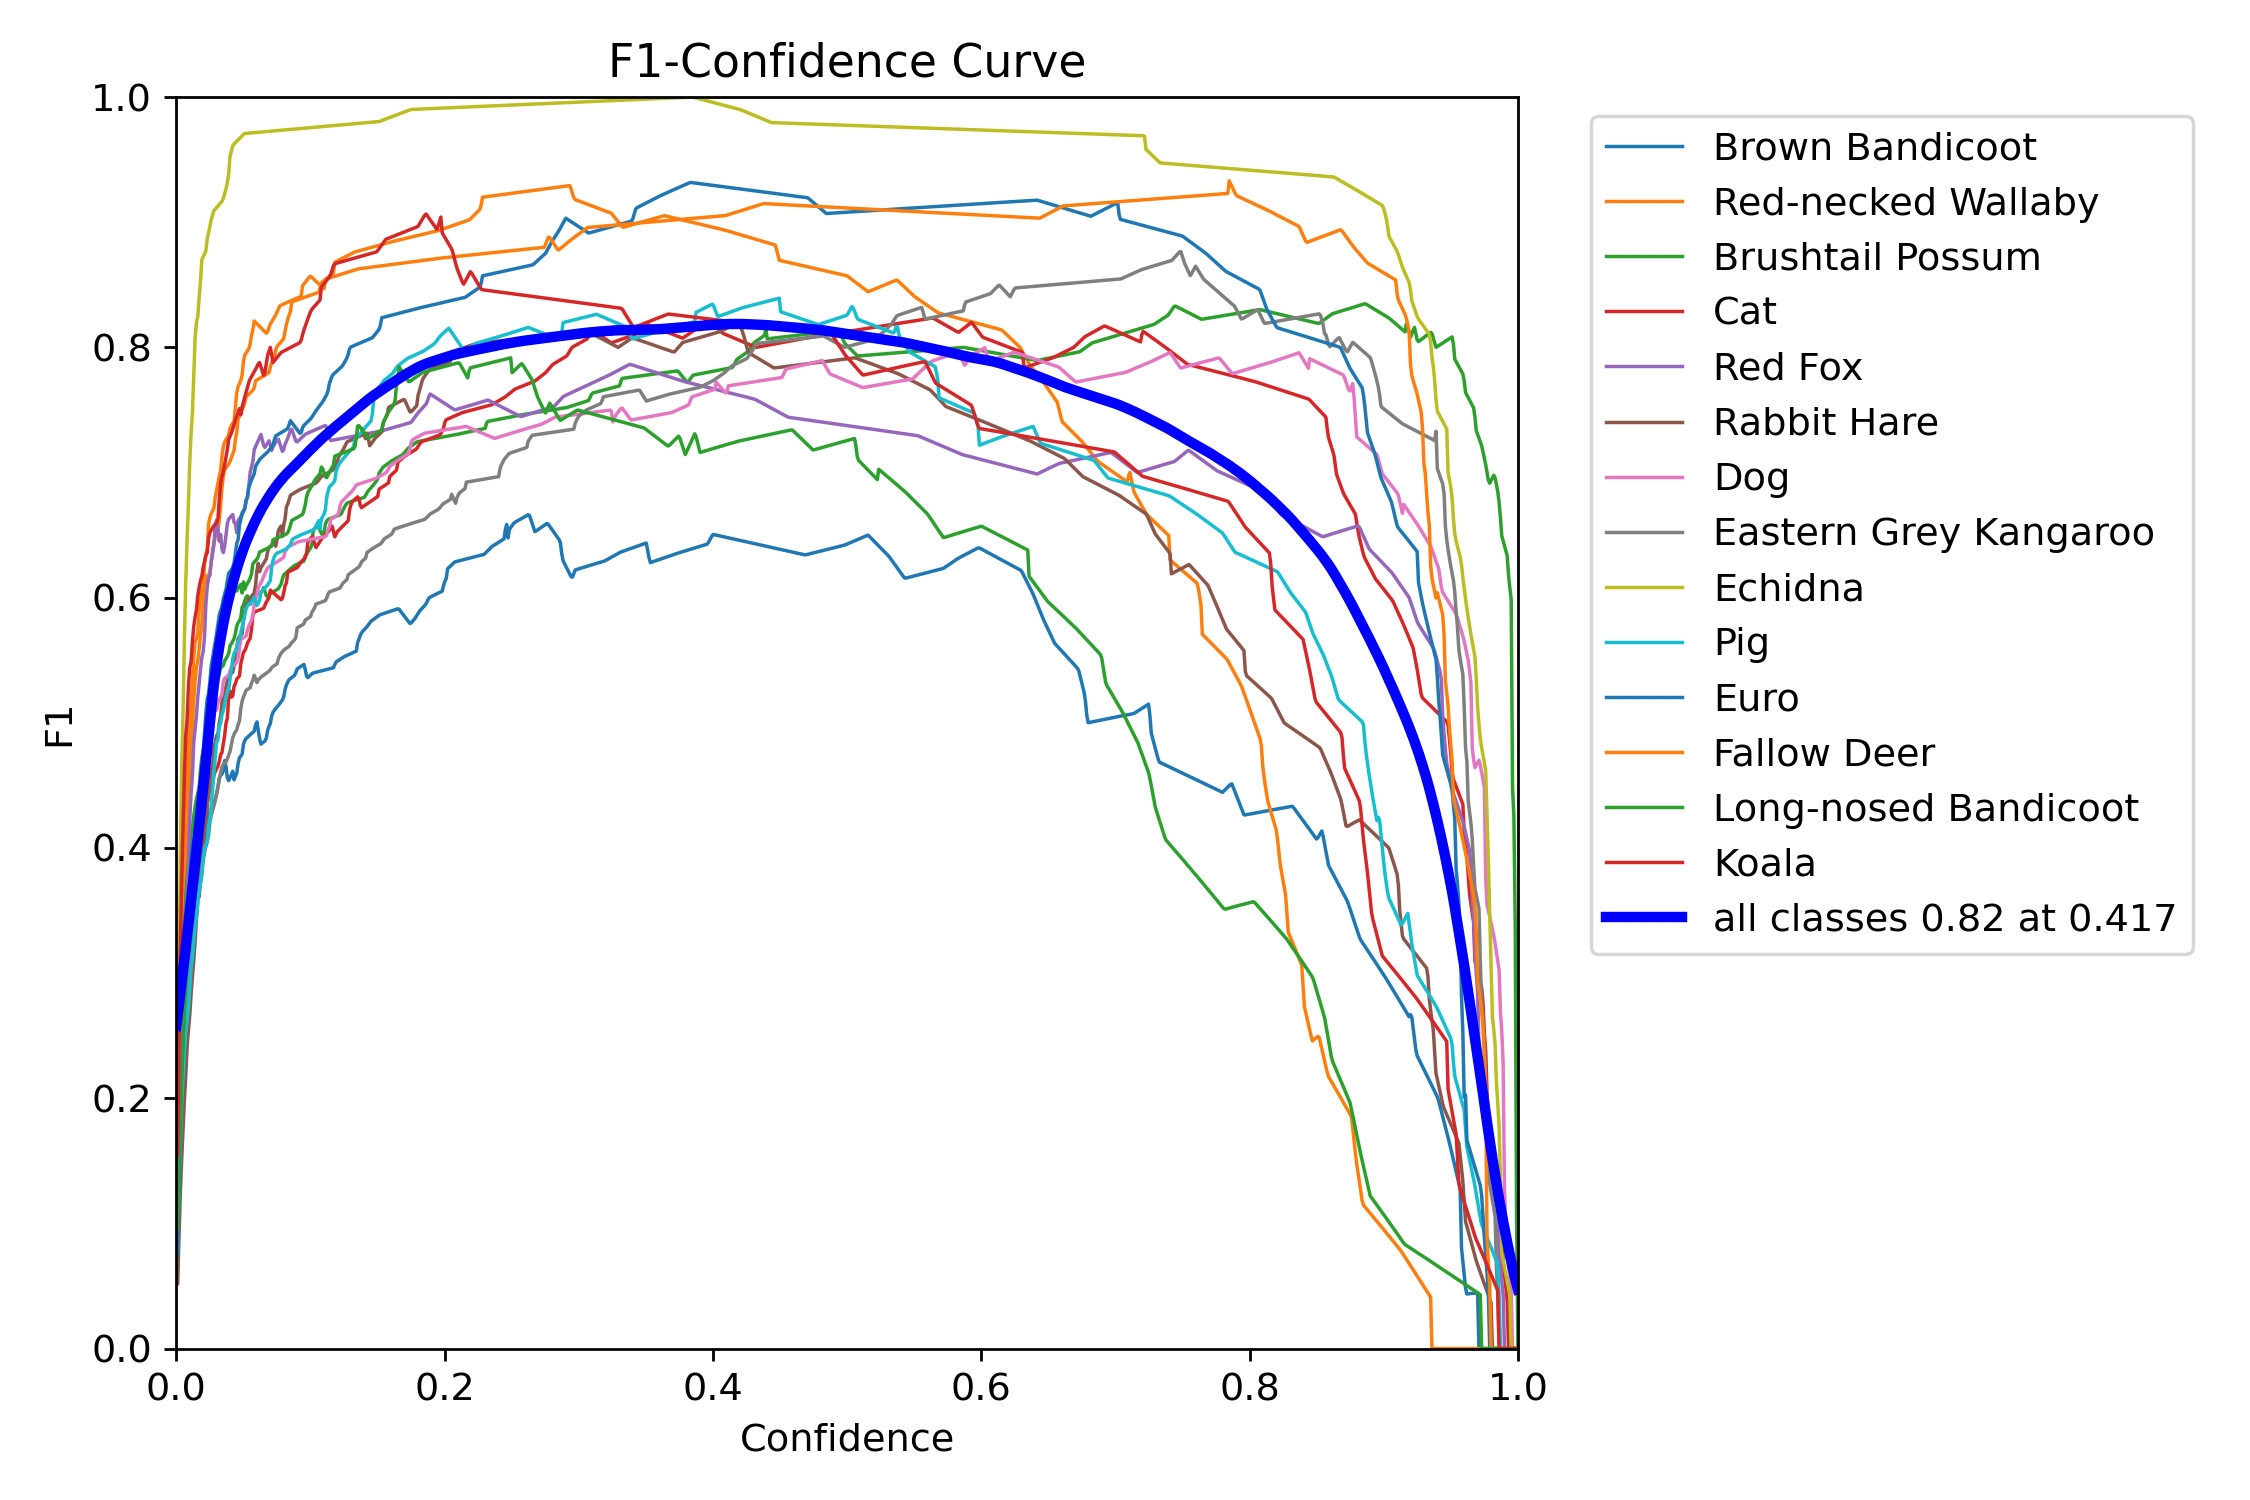 F1-Confidence Curve
1.0
0.8
0.6
0.4
0.2
0.0
F1
0.0 0.2 0.4 0.6 0.8 1.0
Confidence
Brown Bandicoot
Red-necked Wallaby
Brushtail Possum
Cat
Red Fox
Rabbit Hare
Dog
Eastern Grey Kangaroo
Echidna
Pig
Euro
Fallow Deer
Long-nosed Bandicoot
Koala
all classes 0.82 at 0.417